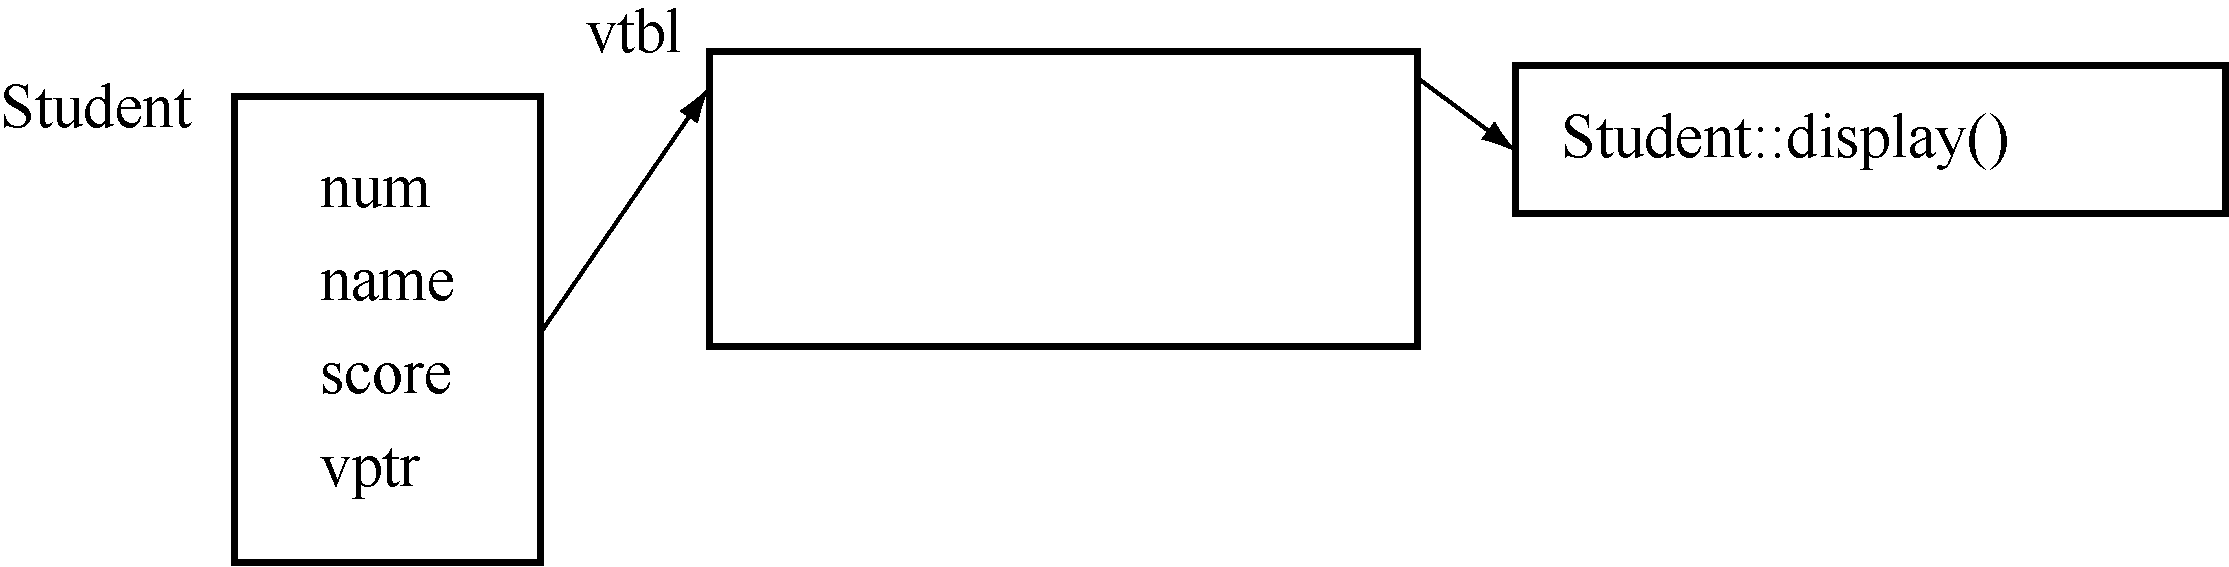 vtbl
Student
Student::display()
num
name
score
vptr